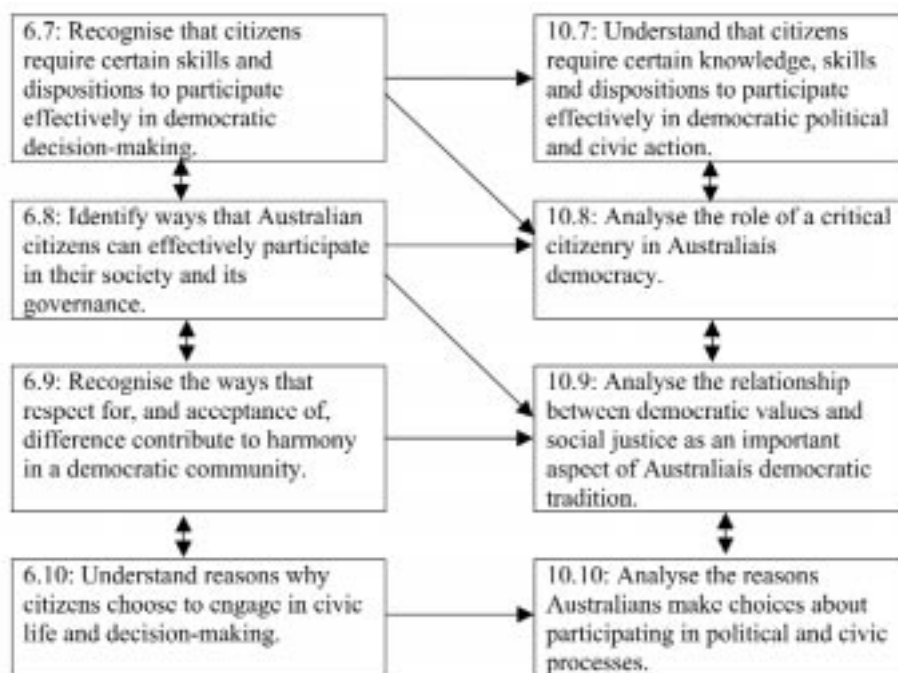 6.7: Recognise that citizens
require certain skills and
dispositions to participate
effectively in democratic
decision-making.
10.7: Understand that citizens
require certain knowledge, skills
and dispositions to participate
effectively in democratic political
and civic action.
6.8: Identify ways that Australian
citizens can effectively participate
in their society and its
governance.
10.8: Analyse the role of a critical
citizenry in Australiaís
democracy.
6.9: Recognise the ways that
respect for, and acceptance of,
difference contribute to harmony
in a democratic community.
10.9: Analyse the relationship
between democratic values and
social justice as an important
aspect of Australiaís democratic
tradition.
6.10: Understand reasons why
citizens choose to engage in civic
life and decision-making.
10.10: Analyse the reasons
Australians make choices about
participating in political and civic
processes.